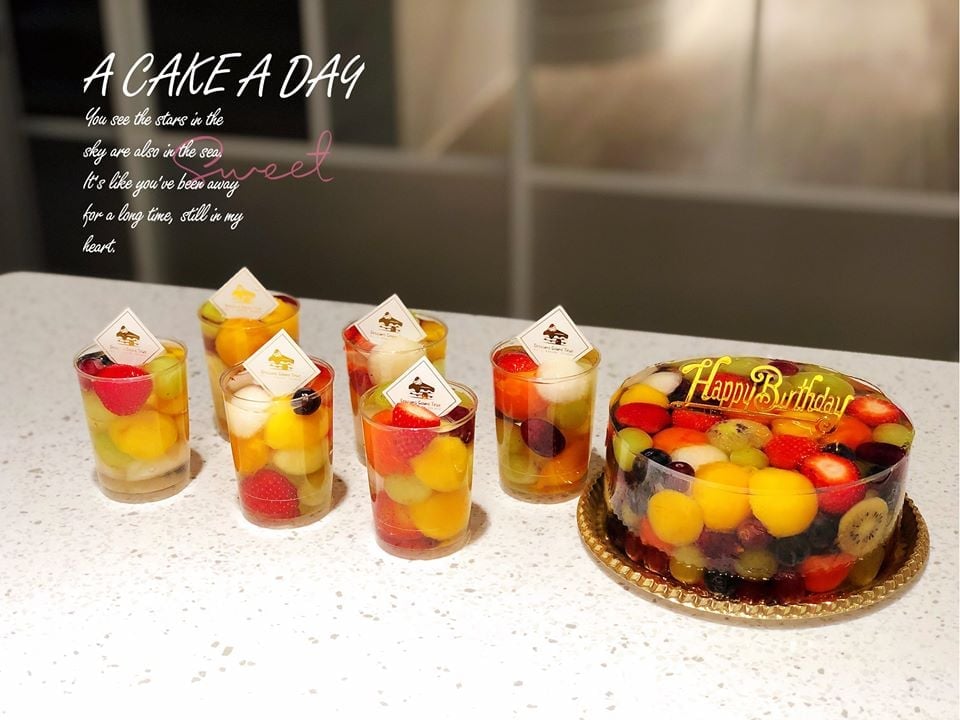 A CAKE A DAY
You see the stars in the
sky are also in the sea.
Sweet
It's like you've been away
for a long time, still in my
heart.
Happy Birthday